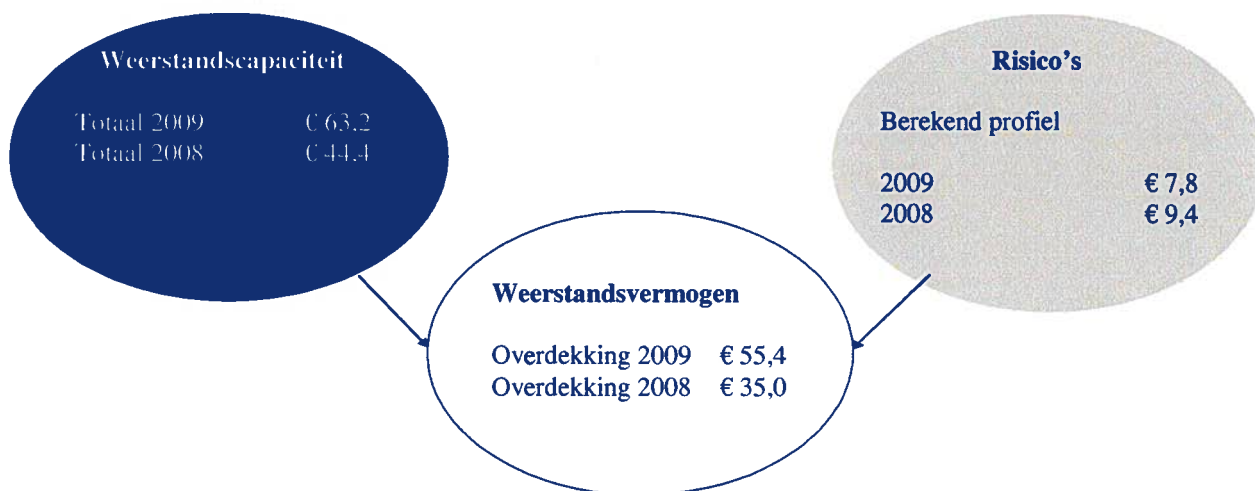 Weerstandscapaciteit
Totaal 2009 € 63,2
Totaal 2008 € 44,4
Risico's
Berekend profiel
2009 € 7,8
2008 € 9,4
Weerstandsvermogen
Overdekking 2009 € 55,4
Overdekking 2008 € 35,0